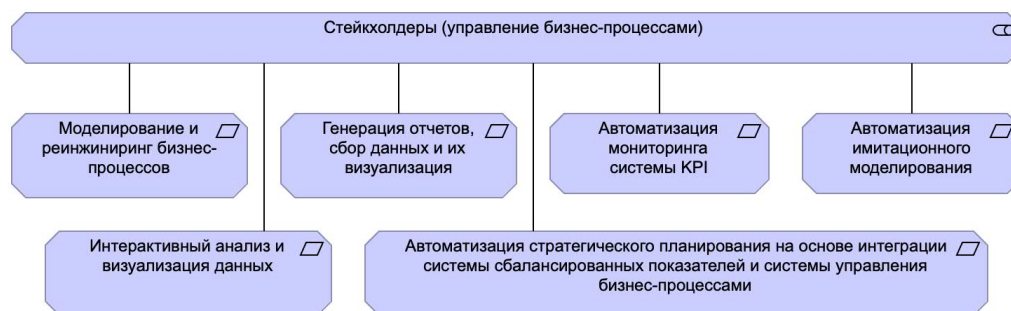 Стейкхолдеры (управление бизнес-процессами)
Моделирование и
реинжиниринг бизнес-
процессов
Генерация отчетов,
сбор данных и их
визуализация
Автоматизация
мониторинга
системы KPI
Автоматизация
имитационного
моделирования
Интерактивный анализ и
визуализация данных
Автоматизация стратегического планирования на основе интеграции
системы сбалансированных показателей и системы управления
бизнес-процессами